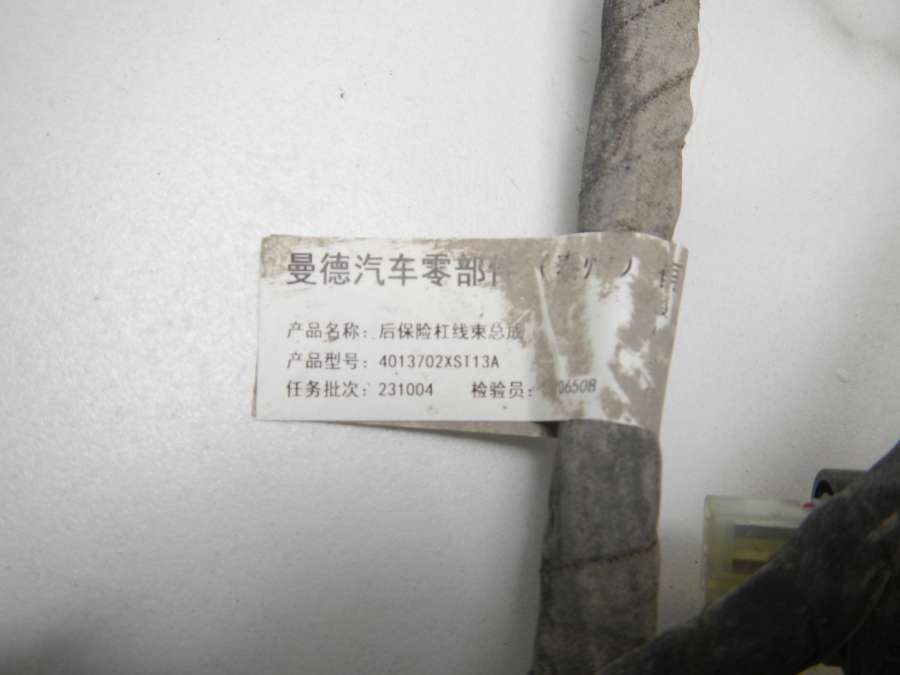 曼德汽车零部件
产品名称：后保险杠线束总成
产品型号：4013702XST13A
任务批次：231004 检验员：06508